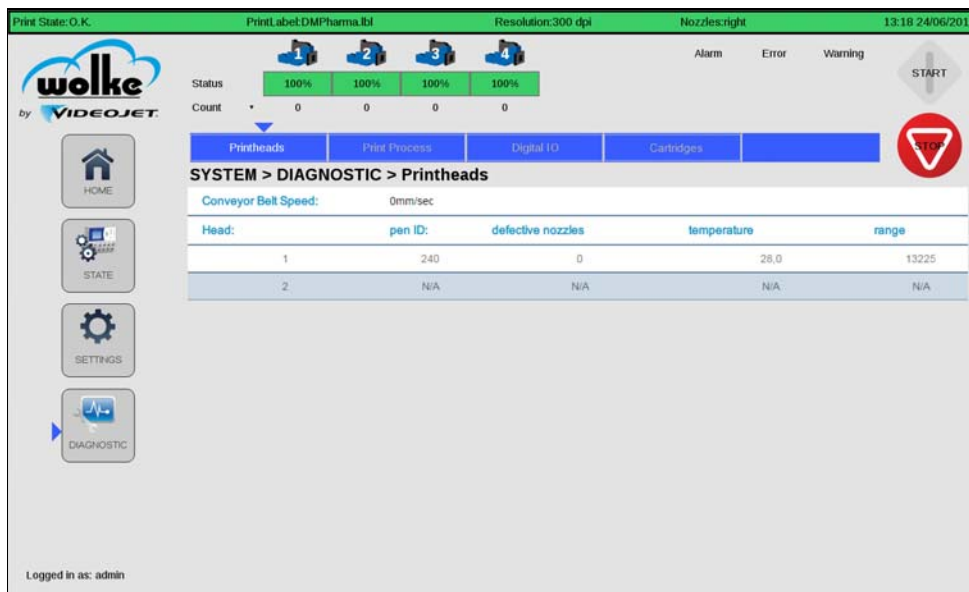 Print State:O.K. PrintLabel:DMPharma.lbl Resolution:300 dpi Nozzles:right 13:18 24/06/201
wolke
by VIDEOJET.
1 2 3 4
Alarm Error Warning
START
Status 100% 100% 100% 100%
Count 0 0 0 0
STOP
Printheads Print Process Digital IO Cartridges
SYSTEM > DIAGNOSTIC > Printheads
Conveyor Belt Speed: 0mm/sec
Head: pen ID: defective nozzles temperature range
1 240 0 28,0 13225
2 N/A N/A N/A N/A
HOME
STATE
SETTINGS
DIAGNOSTIC
Logged in as: admin